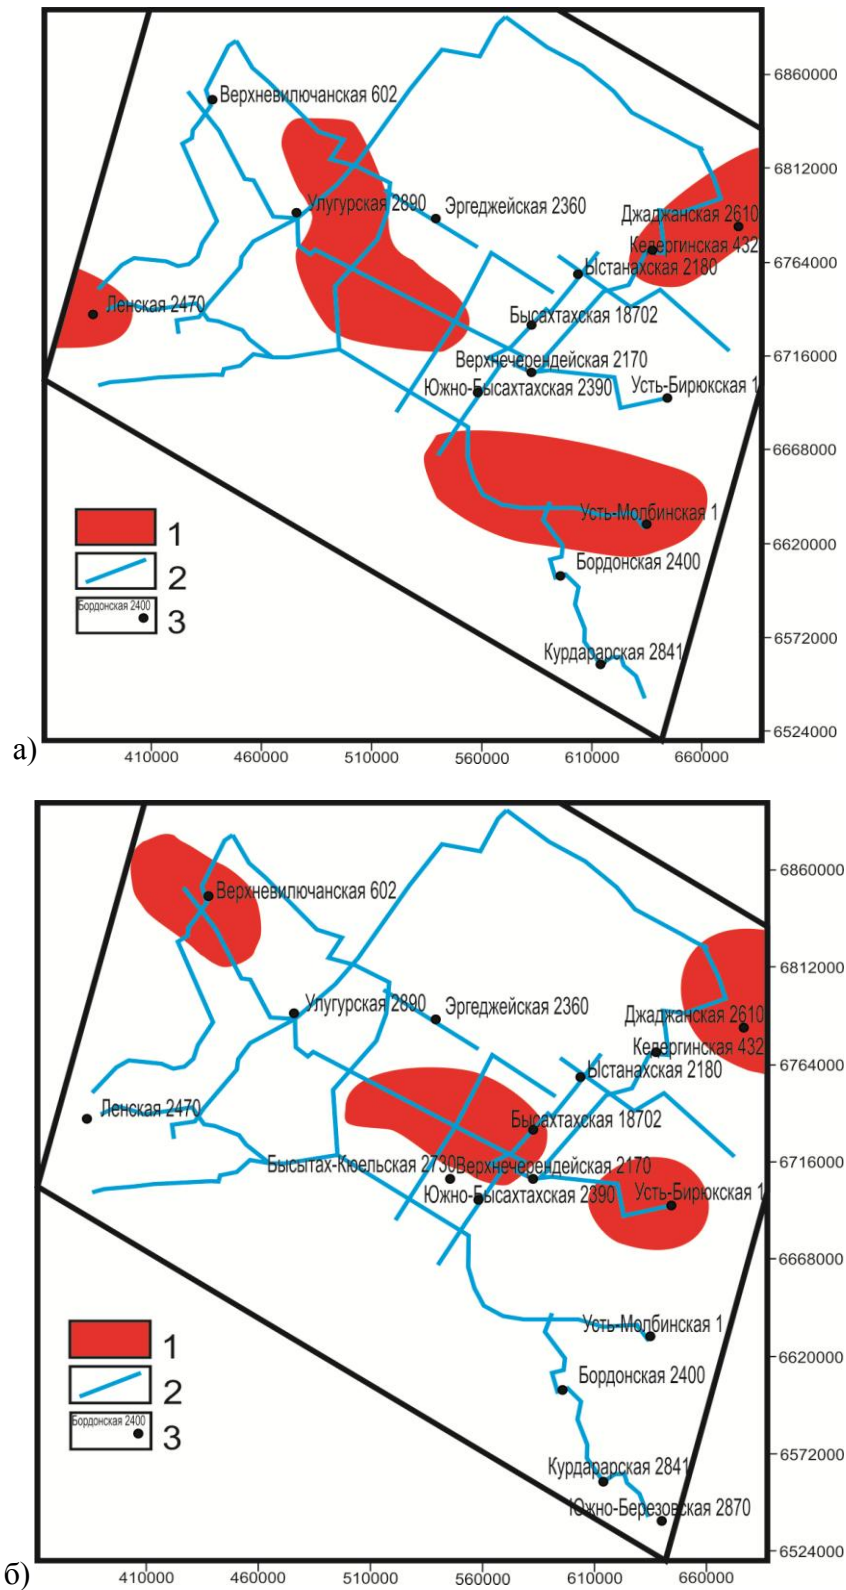 Верхневилючанская 602
6860000
6812000
Улугурская 2890
Эргеджейская 2360
Джаджанская 2610
Келергинская 432
6764000
Ыстанахская 2180
Ленская 2470
Бысахтахская 18702
6716000
Верхнечерендейская 2170
Южно-Бысахтахская 2390
Усть-Бирюкская 1
6668000
1
Усть-Молбинская 1
6620000
2
Бордонская 2400
Бордонская 2400
3
6572000
Курдарарская 2841
6524000
а)
410000 460000 510000 560000 610000 660000
6860000
Верхневилючанская 602
6812000
Улугурская 2890
Эргеджейская 2360
Джаджанская 2610
Келергинская 432
6764000
Ыстанахская 2180
Ленская 2470
Бысахтахская 18702
6716000
Бысытах-Кюельская 2730
Верхнечерендейская 2170
Южно-Бысахтахская 2390
Усть-Бирюкская 1
6668000
1
Усть-Молбинская 1
6620000
2
Бордонская 2400
Бордонская 2400
3
6572000
Курдарарская 2841
Южно-Березовская 2870
6524000
б)
410000 460000 510000 560000 610000 660000